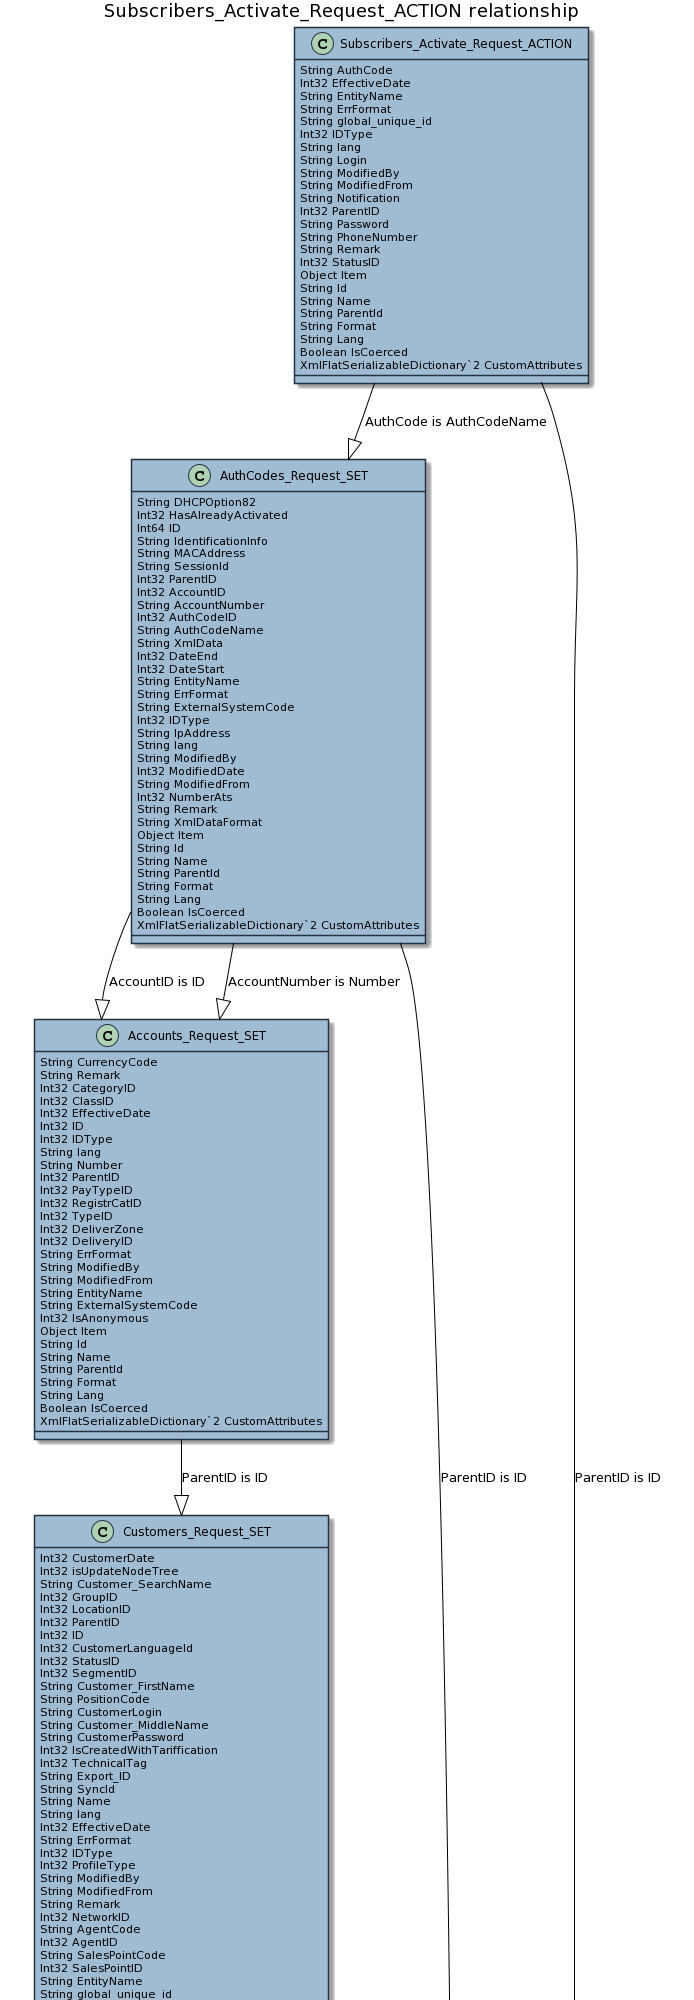 Subscribers_Activate_Request_ACTION relationship
C Subscribers_Activate_Request_ACTION
String AuthCode
Int32 EffectiveDate
String EntityName
String ErrFormat
String global_unique_id
Int32 IDType
String lang
String Login
String ModifiedBy
String ModifiedFrom
String Notification
Int32 ParentID
String Password
String PhoneNumber
String Remark
Int32 StatusID
Object Item
String Id
String Name
String ParentId
String Format
String Lang
Boolean IsCoerced
XmlFlatSerializableDictionary`2 CustomAttributes
AuthCode is AuthCodeName
C AuthCodes_Request_SET
String DHCPOption82
Int32 HasAlreadyActivated
Int64 ID
String IdentificationInfo
String MACAddress
String SessionId
Int32 ParentID
Int32 AccountID
String AccountNumber
Int32 AuthCodeID
String AuthCodeName
String XmlData
Int32 DateEnd
Int32 DateStart
String EntityName
String ErrFormat
String ExternalSystemCode
Int32 IDType
String IpAddress
String lang
String ModifiedBy
Int32 ModifiedDate
String ModifiedFrom
Int32 NumberAts
String Remark
String XmlDataFormat
Object Item
String Id
String Name
String ParentId
String Format
String Lang
Boolean IsCoerced
XmlFlatSerializableDictionary`2 CustomAttributes
AccountID is ID
AccountNumber is Number
C Accounts_Request_SET
String CurrencyCode
String Remark
Int32 CategoryID
Int32 ClassID
Int32 EffectiveDate
Int32 ID
Int32 IDType
String lang
String Number
Int32 ParentID
Int32 PayTypeID
Int32 RegistrCatID
Int32 TypeID
Int32 DeliverZone
Int32 DeliveryID
String ErrFormat
String ModifiedBy
String ModifiedFrom
String EntityName
String ExternalSystemCode
Int32 IsAnonymous
Object Item
String Id
String Name
String ParentId
String Format
String Lang
Boolean IsCoerced
XmlFlatSerializableDictionary`2 CustomAttributes
ParentID is ID
ParentID is ID
ParentID is ID
C Customers_Request_SET
Int32 CustomerDate
Int32 isUpdateNodeTree
String Customer_SearchName
Int32 GroupID
Int32 LocationID
Int32 ParentID
Int32 ID
Int32 CustomerLanguageId
Int32 StatusID
Int32 SegmentID
String Customer_FirstName
String PositionCode
String CustomerLogin
String Customer_MiddleName
String CustomerPassword
Int32 IsCreatedWithTariffication
Int32 TechnicalTag
String Export_ID
String SyncId
String Name
String lang
Int32 EffectiveDate
String ErrFormat
Int32 IDType
Int32 ProfileType
String ModifiedBy
String ModifiedFrom
String Remark
Int32 NetworkID
String AgentCode
Int32 AgentID
String SalesPointCode
Int32 SalesPointID
String EntityName
String global_unique_id